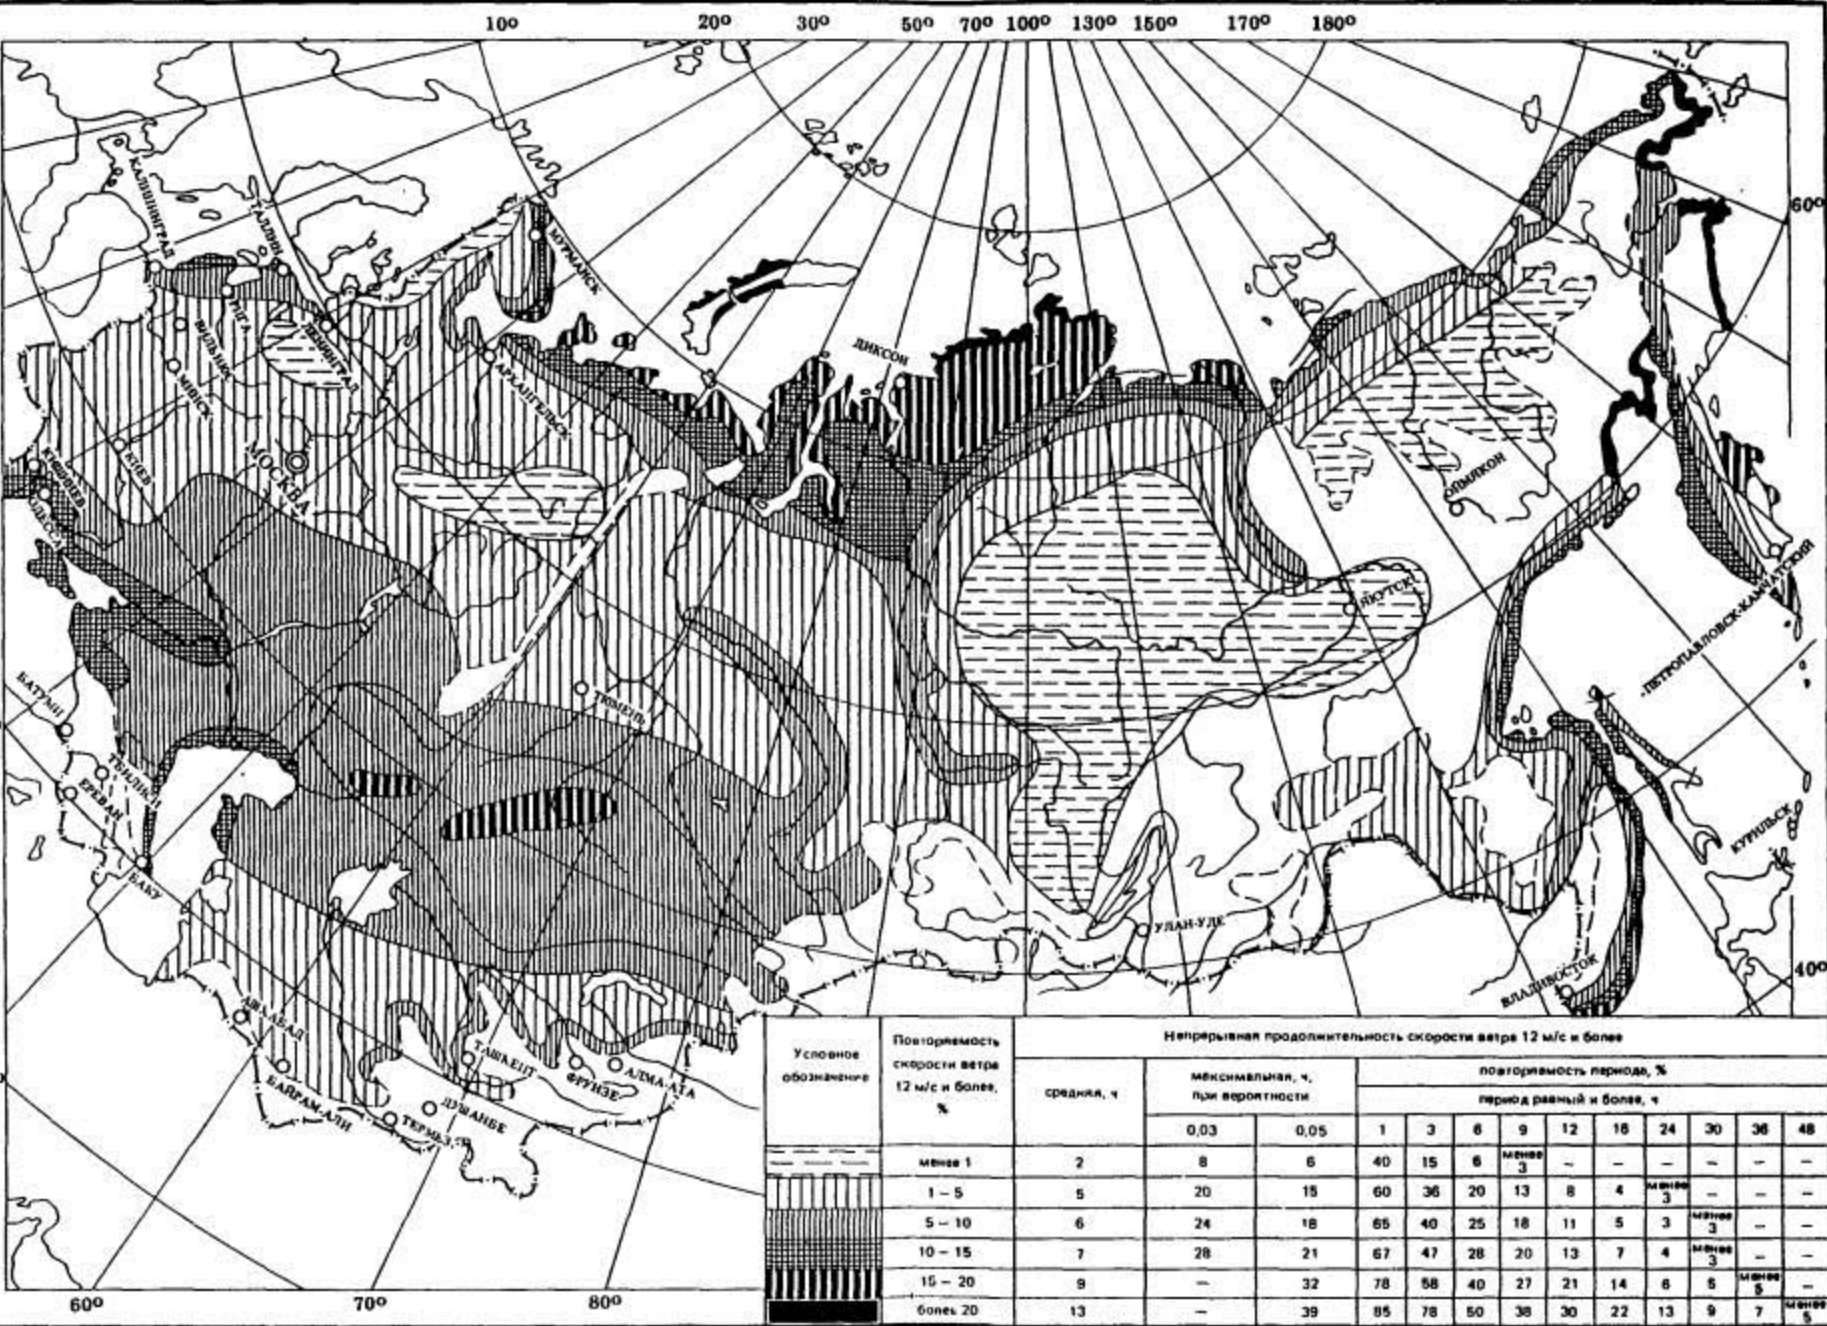 10° 20° 30° 50° 70° 100° 130° 150° 170° 180°
КАЛИНИНГРАД
ТАЛЛИН
МУРМАНСК
60°
РИГА
ВИЛЬНЮС
ЛЕНИНГРАД
МИНСК
АРХАНГЕЛЬСК
ДИКСОН
КИЕВ
МОСКВА
КИШИНЕВ
ОДЕССА
ОЙМЯКОН
ЯКУТСК
ПЕТРОПАВЛОВСК-КАМЧАТСКИЙ
БАТУМИ
ТЮМЕНЬ
ТБИЛИСИ
ЕРЕВАН
КУРИЛЬСК
БАКУ
УЛАН-УДЕ
ВЛАДИВОСТОК
40°
АШХАБАД
ТАШКЕНТ
ФРУНЗЕ
АЛМА-АТА
БАЙРАМ-АЛИ
ДУШАНБЕ
ТЕРМЕЗ
60° 70° 80°
Условное обозначение
Повторяемость скорости ветра 12 м/с и более, %
Непрерывная продолжительность скорости ветра 12 м/с и более
средняя, ч
максимальная, ч, при вероятности
повторяемость периода, %
период равный и более, ч
0,03 0,05 1 3 6 9 12 16 24 30 36 48
менее 1 2 8 6 40 15 6 менее 3 – – – – – –
1 – 5 5 20 15 60 36 20 13 8 4 менее 3 – – –
5 – 10 6 24 18 65 40 25 18 11 5 3 менее 3 – –
10 – 15 7 28 21 67 47 28 20 13 7 4 менее 3 – –
15 – 20 9 – 32 78 58 40 27 21 14 6 5 менее 5 –
более 20 13 – 39 85 78 50 38 30 22 13 9 7 менее 5